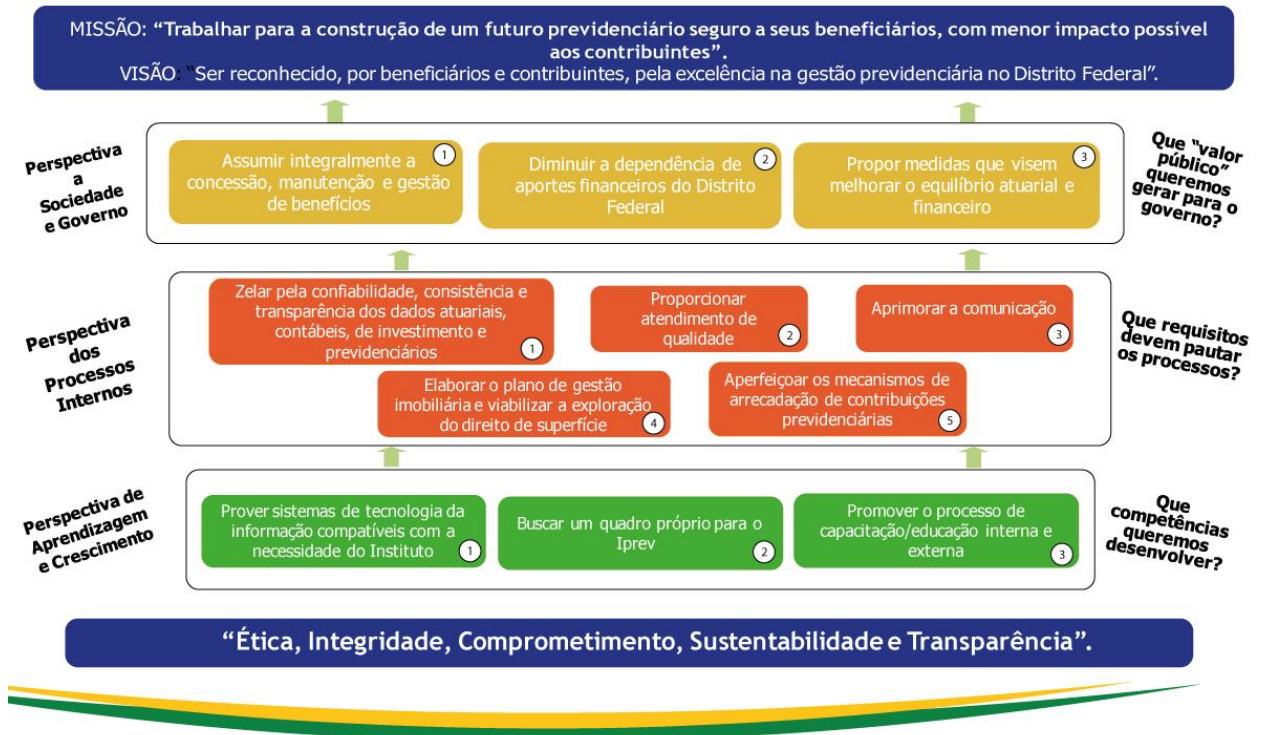 MISSÃO: “Trabalhar para a construção de um futuro previdenciário seguro a seus beneficiários, com menor impacto possível
aos contribuintes”.
VISÃO: “Ser reconhecido, por beneficiários e contribuintes, pela excelência na gestão previdenciária no Distrito Federal”.
Perspectiva
a
Sociedade
e Governo
Assumir integralmente a
concessão, manutenção e gestão
de benefícios
1
Diminuir a dependência de
aportes financeiros do Distrito
Federal
2
Propor medidas que visem
melhorar o equilíbrio atuarial e
financeiro
3
Que “valor
público”
queremos
gerar para o
governo?
Perspectiva
dos
Processos
Internos
Zelar pela confiabilidade, consistência e
transparência dos dados atuariais,
contábeis, de investimento e
previdenciários
1
Proporcionar
atendimento de
qualidade
2
Aprimorar a comunicação
3
Elaborar o plano de gestão
imobiliária e viabilizar a exploração
do direito de superfície
4
Aperfeiçoar os mecanismos de
arrecadação de contribuições
previdenciárias
5
Que requisitos
devem pautar
os processos?
Perspectiva de
Aprendizagem
e Crescimento
Prover sistemas de tecnologia da
informação compatíveis com a
necessidade do Instituto
1
Buscar um quadro próprio para o
Iprev
2
Promover o processo de
capacitação/educação interna e
externa
3
Que
competências
queremos
desenvolver?
“Ética, Integridade, Comprometimento, Sustentabilidade e Transparência”.